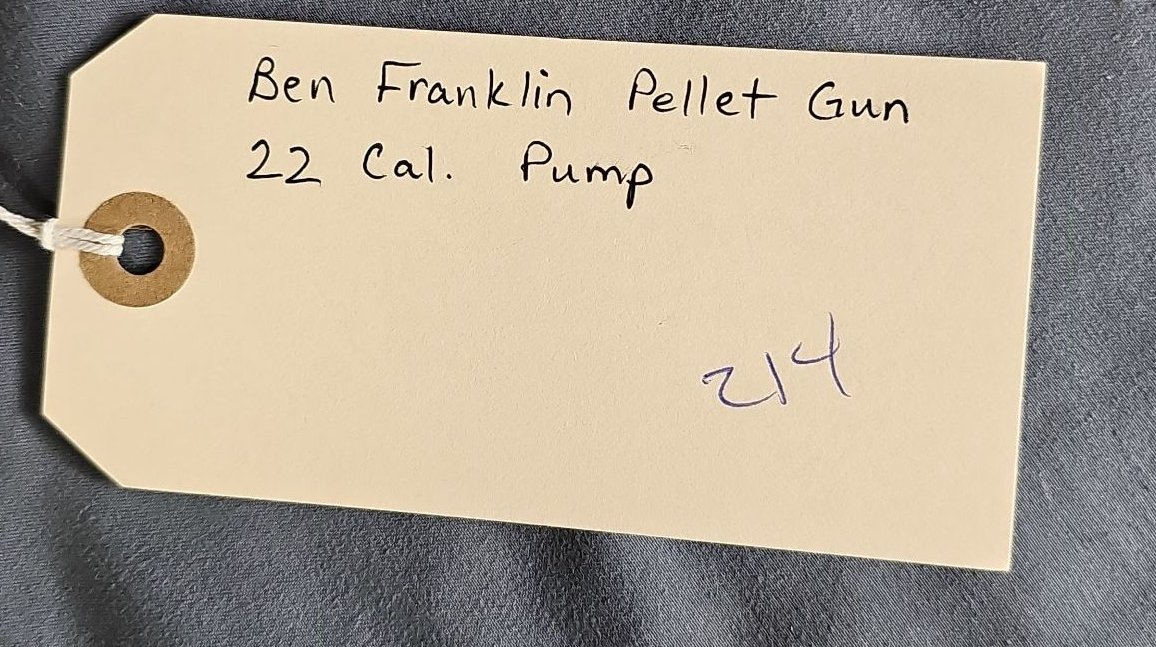 Ben Franklin Pellet Gun
22 Cal. Pump
214